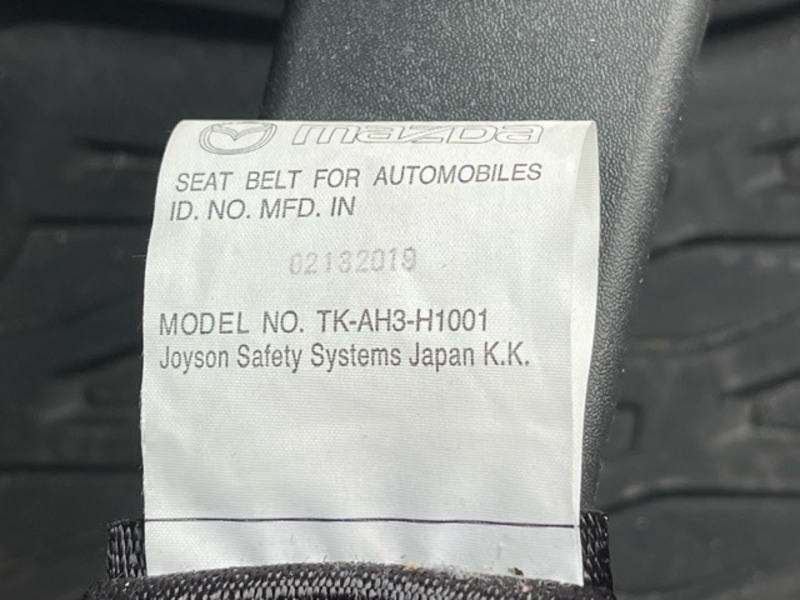 mazda
SEAT BELT FOR AUTOMOBILES
ID. NO. MFD. IN
02132019
MODEL NO. TK-AH3-H1001
Joyson Safety Systems Japan K.K.